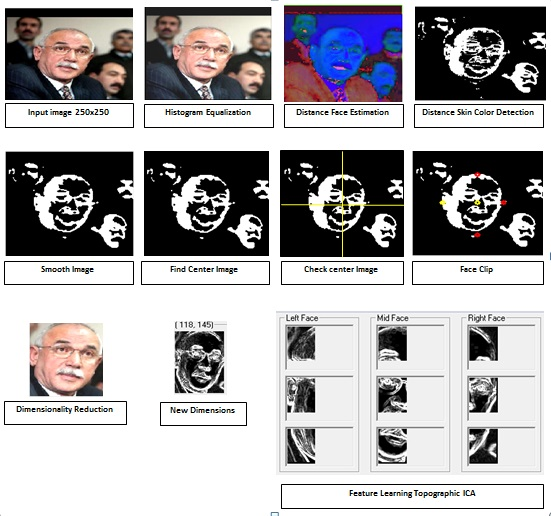 Input image 250x250
Histogram Equalization
Distance Face Estimation
Distance Skin Color Detection
Smooth Image
Find Center Image
Check center Image
Face Clip
( 118, 145)
Left Face
Mid Face
Right Face
Dimensionality Reduction
New Dimensions
Feature Learning Topographic ICA